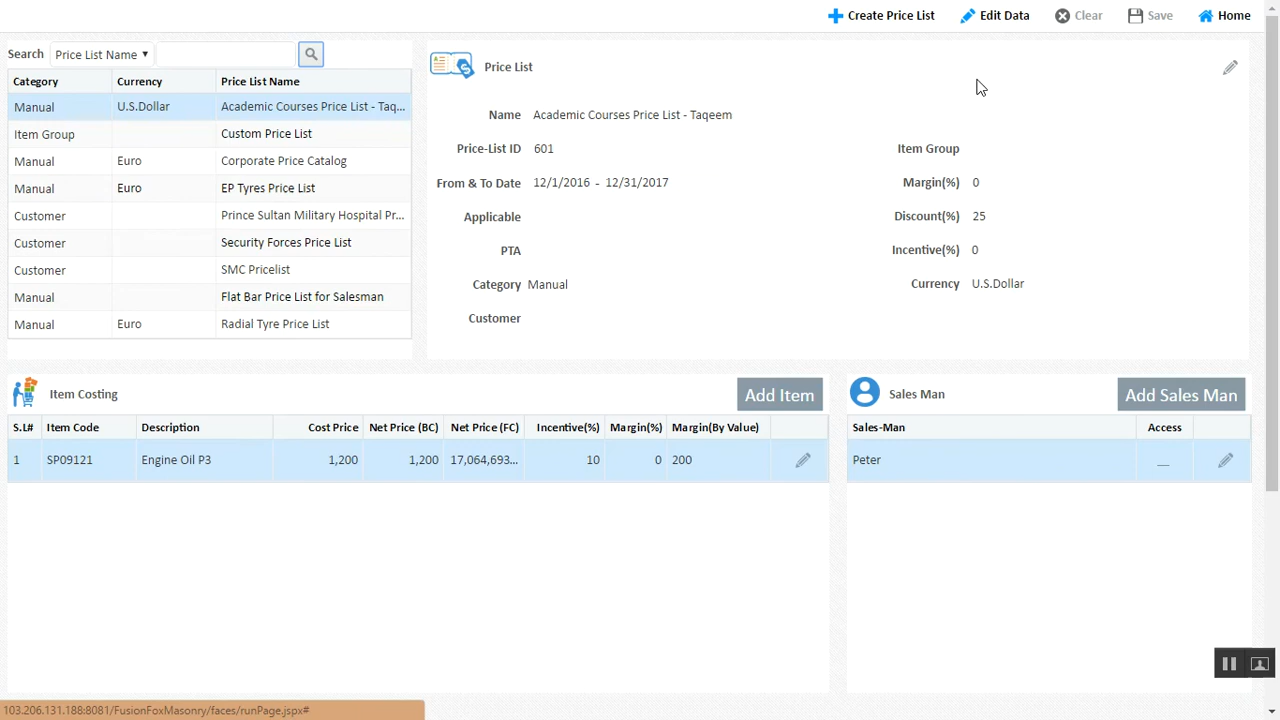 Create Price List Edit Data Clear Save Home
Search Price List Name
Category Currency Price List Name
Manual U.S.Dollar Academic Courses Price List - Taq...
Item Group Custom Price List
Manual Euro Corporate Price Catalog
Manual Euro EP Tyres Price List
Customer Prince Sultan Military Hospital Pr...
Customer Security Forces Price List
Customer SMC Pricelist
Manual Flat Bar Price List for Salesman
Manual Euro Radial Tyre Price List
Price List
Name Academic Courses Price List - Taqeem
Price-List ID 601 Item Group
From & To Date 12/1/2016 - 12/31/2017 Margin(%) 0
Applicable Discount(%) 25
PTA Incentive(%) 0
Category Manual Currency U.S.Dollar
Customer
Item Costing Add Item
S.L# Item Code Description Cost Price Net Price (BC) Net Price (FC) Incentive(%) Margin(%) Margin(By Value)
1 SP09121 Engine Oil P3 1,200 1,200 17,064,693... 10 0 200
Sales Man Add Sales Man
Sales-Man Access
Peter __
103.206.131.188:8081/FusionFoxMasonry/faces/runPage.jspx#